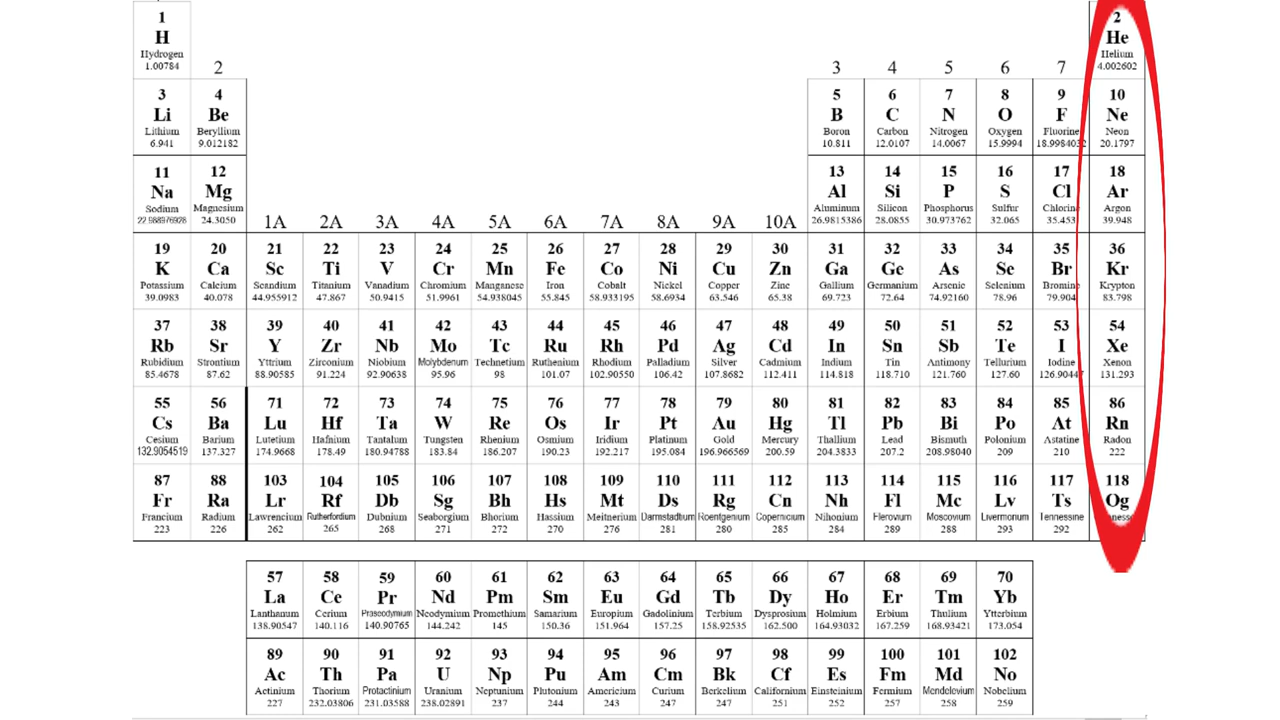 1 2
H He
Hydrogen Helium
1.00784 4.002602
2 3 4 5 6 7
3 4 5 6 7 8 9 10
Li Be B C N O F Ne
Lithium Beryllium Boron Carbon Nitrogen Oxygen Fluorine Neon
6.941 9.012182 10.811 12.0107 14.0067 15.9994 18.9984032 20.1797
11 12 13 14 15 16 17 18
Na Mg Al Si P S Cl Ar
Sodium Magnesium Aluminum Silicon Phosphorus Sulfur Chlorine Argon
22.988976928 24.3050 26.9815386 28.0855 30.973762 32.065 35.453 39.948
1A 2A 3A 4A 5A 6A 7A 8A 9A 10A
19 20 21 22 23 24 25 26 27 28 29 30 31 32 33 34 35 36
K Ca Sc Ti V Cr Mn Fe Co Ni Cu Zn Ga Ge As Se Br Kr
Potassium Calcium Scandium Titanium Vanadium Chromium Manganese Iron Cobalt Nickel Copper Zinc Gallium Germanium Arsenic Selenium Bromine Krypton
39.0983 40.078 44.955912 47.867 50.9415 51.9961 54.938045 55.845 58.933195 58.6934 63.546 65.38 69.723 72.64 74.92160 78.96 79.904 83.798
37 38 39 40 41 42 43 44 45 46 47 48 49 50 51 52 53 54
Rb Sr Y Zr Nb Mo Tc Ru Rh Pd Ag Cd In Sn Sb Te I Xe
Rubidium Strontium Yttrium Zirconium Niobium Molybdenum Technetium Ruthenium Rhodium Palladium Silver Cadmium Indium Tin Antimony Tellurium Iodine Xenon
85.4678 87.62 88.90585 91.224 92.90638 95.96 98 101.07 102.90550 106.42 107.8682 112.411 114.818 118.710 121.760 127.60 126.90447 131.293
55 56 71 72 73 74 75 76 77 78 79 80 81 82 83 84 85 86
Cs Ba Lu Hf Ta W Re Os Ir Pt Au Hg Tl Pb Bi Po At Rn
Cesium Barium Lutetium Hafnium Tantalum Tungsten Rhenium Osmium Iridium Platinum Gold Mercury Thallium Lead Bismuth Polonium Astatine Radon
132.9054519 137.327 174.9668 178.49 180.94788 183.84 186.207 190.23 192.217 195.084 196.966569 200.59 204.3833 207.2 208.98040 209 210 222
87 88 103 104 105 106 107 108 109 110 111 112 113 114 115 116 117 118
Fr Ra Lr Rf Db Sg Bh Hs Mt Ds Rg Cn Nh Fl Mc Lv Ts Og
Francium Radium Lawrencium Rutherfordium Dubnium Seaborgium Bhorium Hassium Meitnerium Darmstadtium Roentgenium Copernicium Nihonium Flerovium Moscovium Livermorium Tennessine
223 226 262 265 268 271 272 270 276 281 280 285 284 289 288 293 292
57 58 59 60 61 62 63 64 65 66 67 68 69 70
La Ce Pr Nd Pm Sm Eu Gd Tb Dy Ho Er Tm Yb
Lanthanum Cerium Praseodymium Neodymium Promethium Samarium Europium Gadolinium Terbium Dysprosium Holmium Erbium Thulium Ytterbium
138.90547 140.116 140.90765 144.242 145 150.36 151.964 157.25 158.92535 162.500 164.93032 167.259 168.93421 173.054
89 90 91 92 93 94 95 96 97 98 99 100 101 102
Ac Th Pa U Np Pu Am Cm Bk Cf Es Fm Md No
Actinium Thorium Protactinium Uranium Neptunium Plutonium Americium Curium Berkelium Californium Einsteinium Fermium Mendelevium Nobelium
227 232.03806 231.03588 238.02891 237 244 243 247 247 251 252 257 258 259